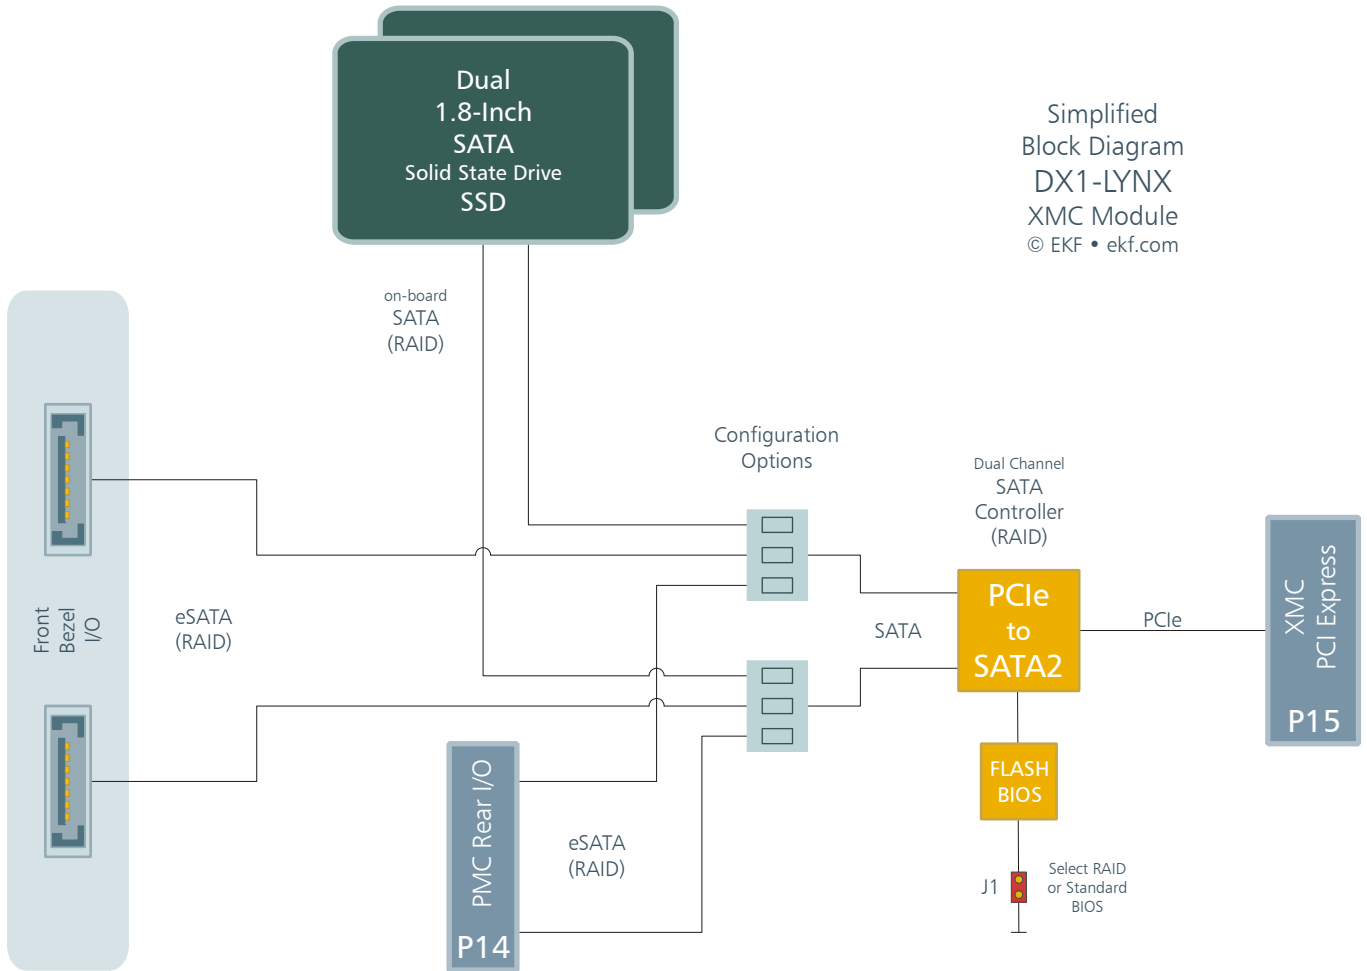 Dual
1.8-Inch
SATA
Solid State Drive
SSD
Simplified
Block Diagram
DX1-LYNX
XMC Module
© EKF • ekf.com
on-board
SATA
(RAID)
Configuration
Options
Dual Channel
SATA
Controller
(RAID)
Front
Bezel
I/O
eSATA
(RAID)
SATA
PCIe
to
SATA2
PCIe
XMC
PCI Express
P15
FLASH
BIOS
PMC Rear I/O
P14
eSATA
(RAID)
J1
Select RAID
or Standard
BIOS